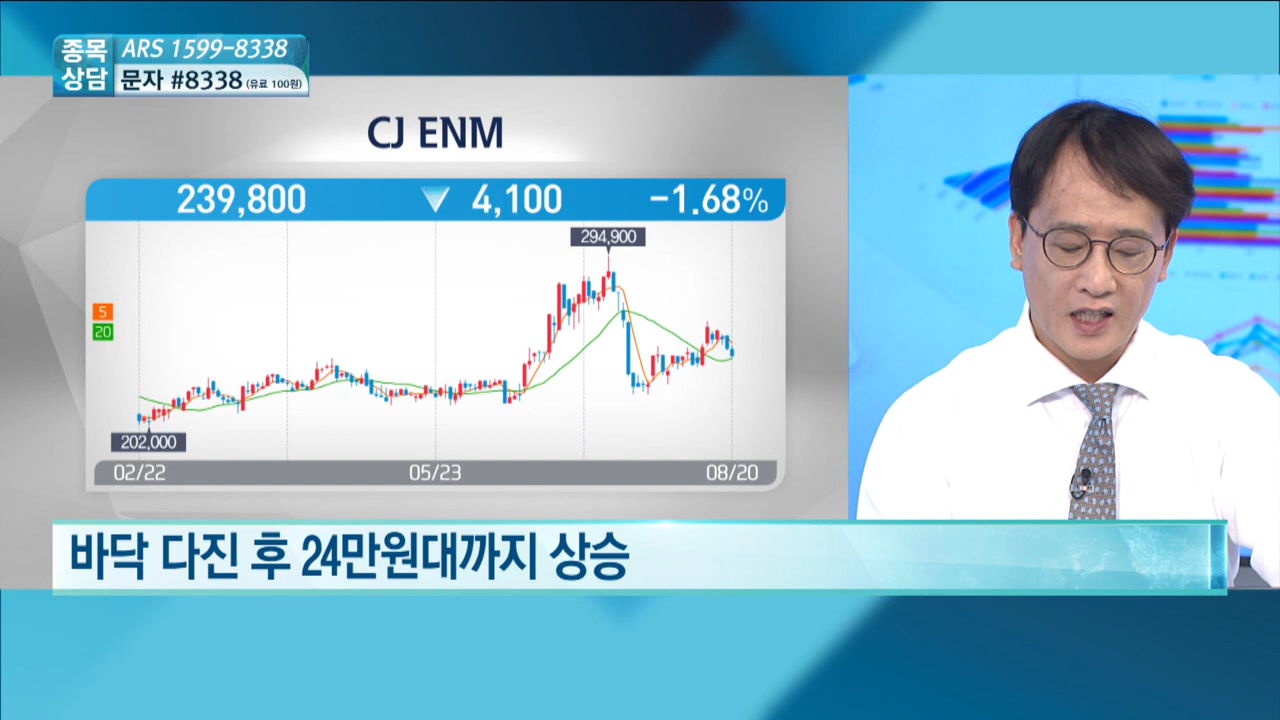 종목
상담
ARS 1599-8338
문자 #8338 (유료 100원)
CJ ENM
239,800 ▼ 4,100 -1.68%
294,900
5
20
202,000
02/22 05/23 08/20
바닥 다진 후 24만원대까지 상승